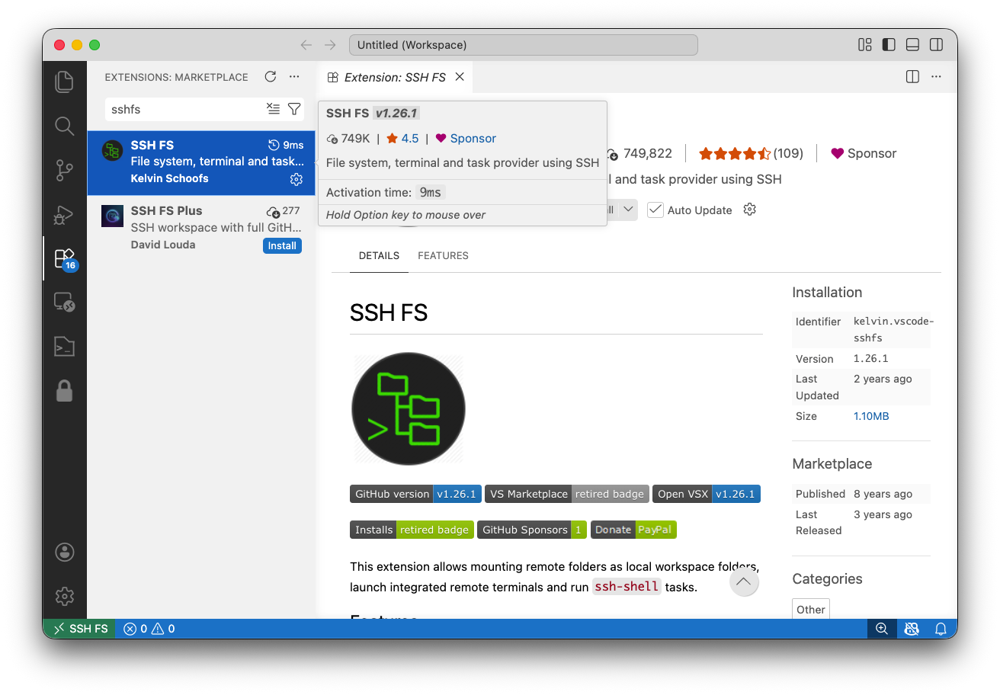 Untitled (Workspace)
EXTENSIONS: MARKETPLACE
sshfs
SSH FS
9ms
File system, terminal and task...
Kelvin Schoofs
SSH FS Plus
277
SSH workspace with full GitH...
David Louda
Install
16
Extension: SSH FS
SSH FS v1.26.1
749K | 4.5 | Sponsor
File system, terminal and task provider using SSH
Activation time: 9ms
Hold Option key to mouse over
749,822
(109)
Sponsor
l and task provider using SSH
ll
Auto Update
DETAILS
FEATURES
SSH FS
GitHub version v1.26.1
VS Marketplace retired badge
Open VSX v1.26.1
Installs retired badge
GitHub Sponsors 1
Donate PayPal
This extension allows mounting remote folders as local workspace folders,
launch integrated remote terminals and run ssh-shell tasks.
Features
Installation
Identifier kelvin.vscode-
sshfs
Version 1.26.1
Last 2 years ago
Updated
Size 1.10MB
Marketplace
Published 8 years ago
Last 3 years ago
Released
Categories
Other
SSH FS
0
0